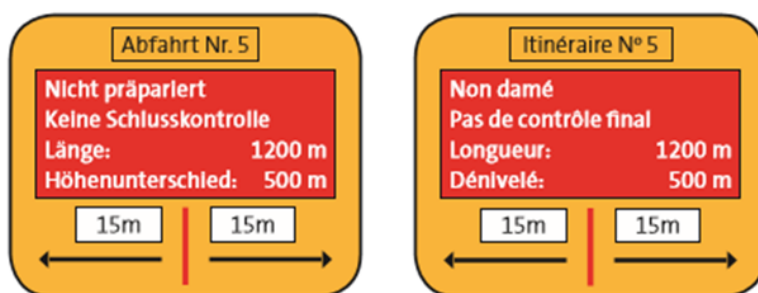 Abfahrt Nr. 5
Nicht präpariert
Keine Schlusskontrolle
Länge: 1200 m
Höhenunterschied: 500 m
15m 15m
Itinéraire Nº 5
Non damé
Pas de contrôle final
Longueur: 1200 m
Dénivelé: 500 m
15m 15m